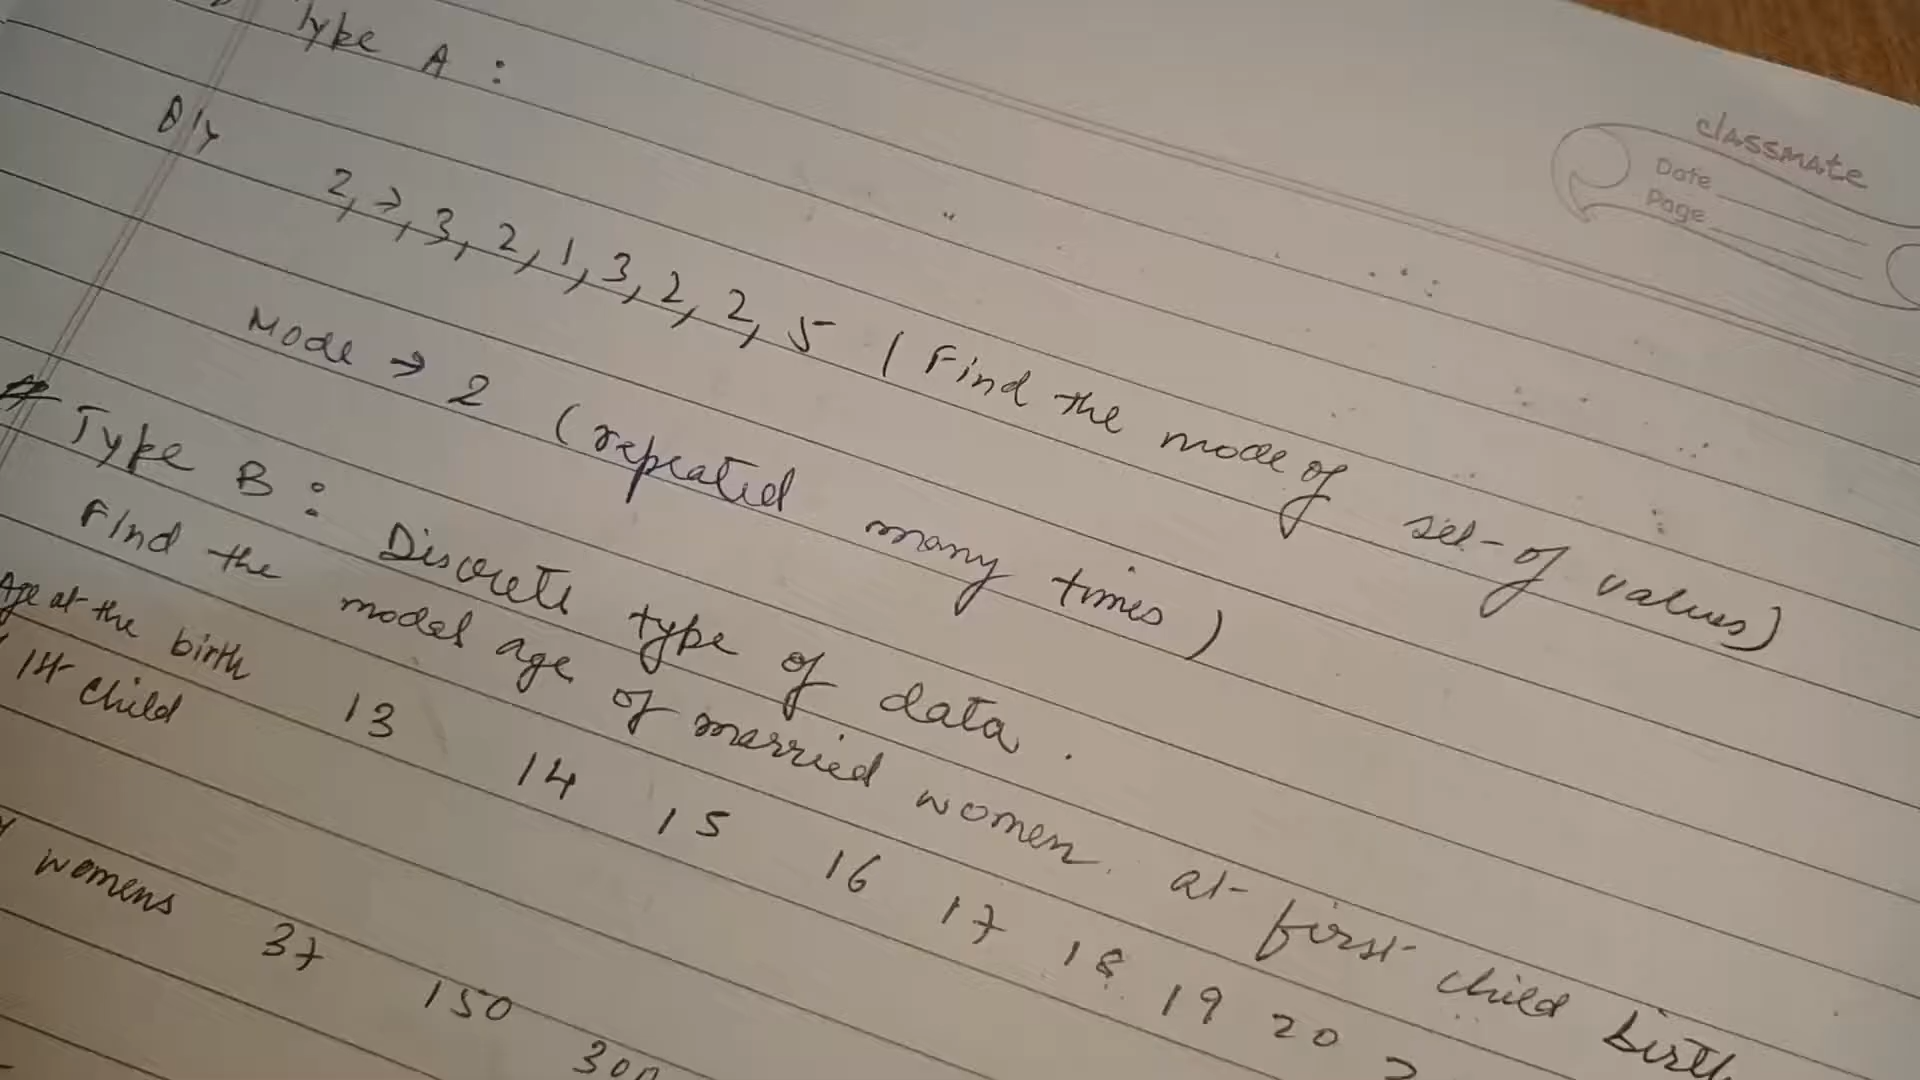 Type A :
classmate
Date
Page
2, 7, 3, 2, 1, 3, 2, 2, 5 ( Find the mode of set of values)
Mode → 2 (repeated many times)
Type B : Discrete type of data .
Find the modal age of married women at first child birth
Age at the birth
1st child 13 14 15 16 17 18 19 20
womens 37 150